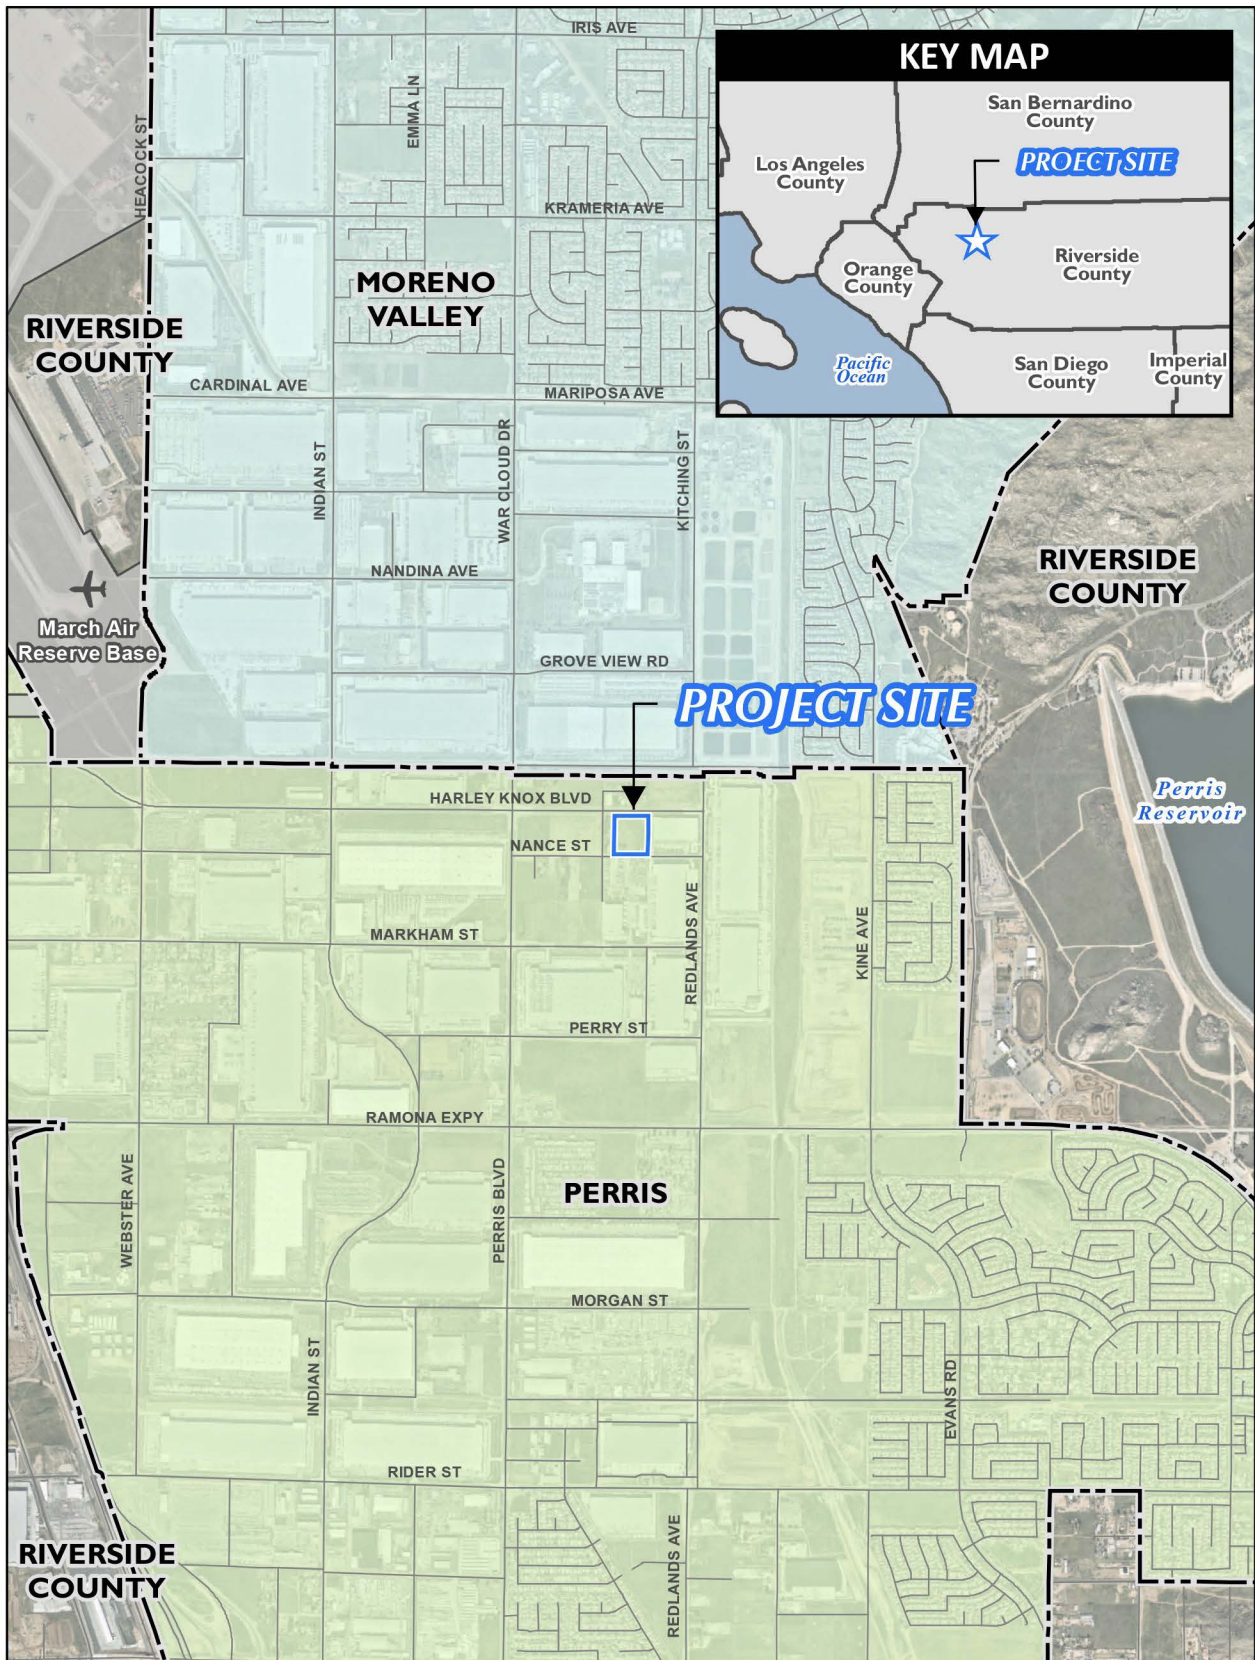 IRIS AVE
KEY MAP
San Bernardino
County
PROECT SITE
Los Angeles
County
Riverside
County
Orange
County
Pacific
Ocean
San Diego
County
Imperial
County
EMMA LN
HEACOCK ST
KRAMERIA AVE
MORENO
VALLEY
RIVERSIDE
COUNTY
CARDINAL AVE
MARIPOSA AVE
INDIAN ST
WAR CLOUD DR
KITCHING ST
RIVERSIDE
COUNTY
NANDINA AVE
March Air
Reserve Base
GROVE VIEW RD
PROJECT SITE
Perris
Reservoir
HARLEY KNOX BLVD
NANCE ST
REDLANDS AVE
KINE AVE
MARKHAM ST
PERRY ST
RAMONA EXPY
WEBSTER AVE
PERRIS BLVD
PERRIS
MORGAN ST
INDIAN ST
EVANS RD
RIDER ST
REDLANDS AVE
RIVERSIDE
COUNTY